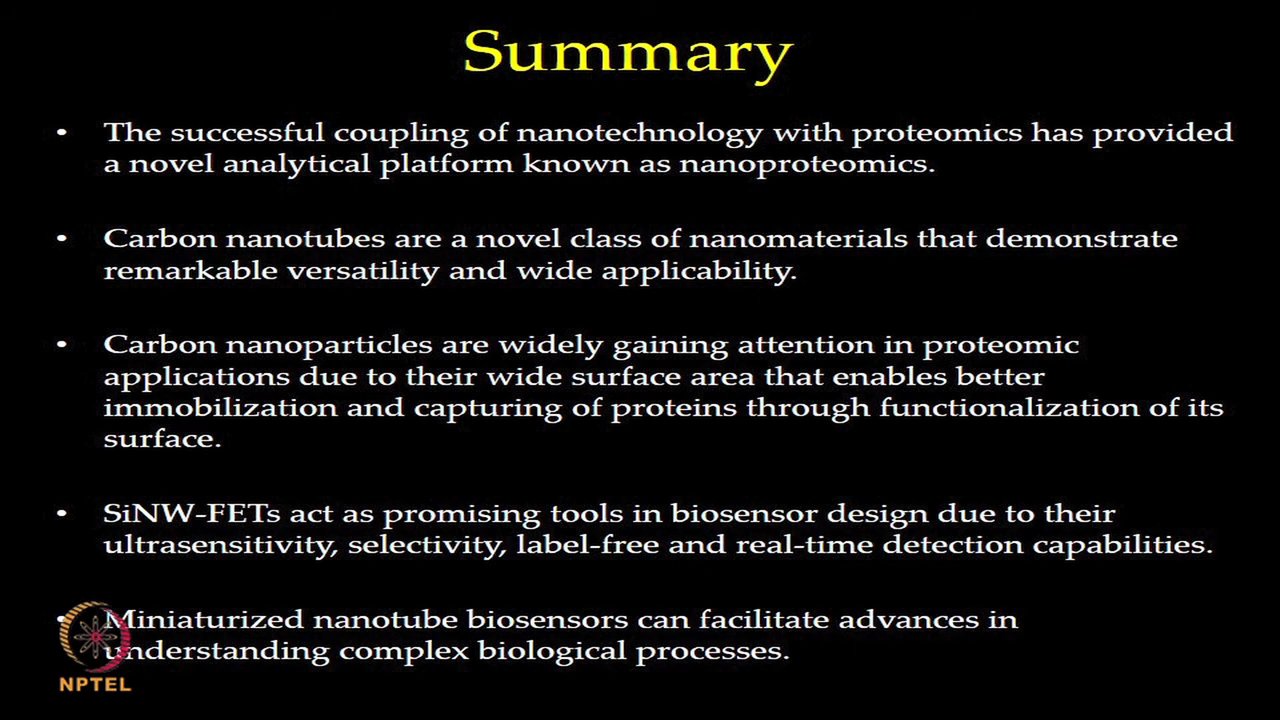 Summary
• The successful coupling of nanotechnology with proteomics has provided
a novel analytical platform known as nanoproteomics.
• Carbon nanotubes are a novel class of nanomaterials that demonstrate
remarkable versatility and wide applicability.
• Carbon nanoparticles are widely gaining attention in proteomic
applications due to their wide surface area that enables better
immobilization and capturing of proteins through functionalization of its
surface.
• SiNW-FETs act as promising tools in biosensor design due to their
ultrasensitivity, selectivity, label-free and real-time detection capabilities.
• Miniaturized nanotube biosensors can facilitate advances in
understanding complex biological processes.
NPTEL